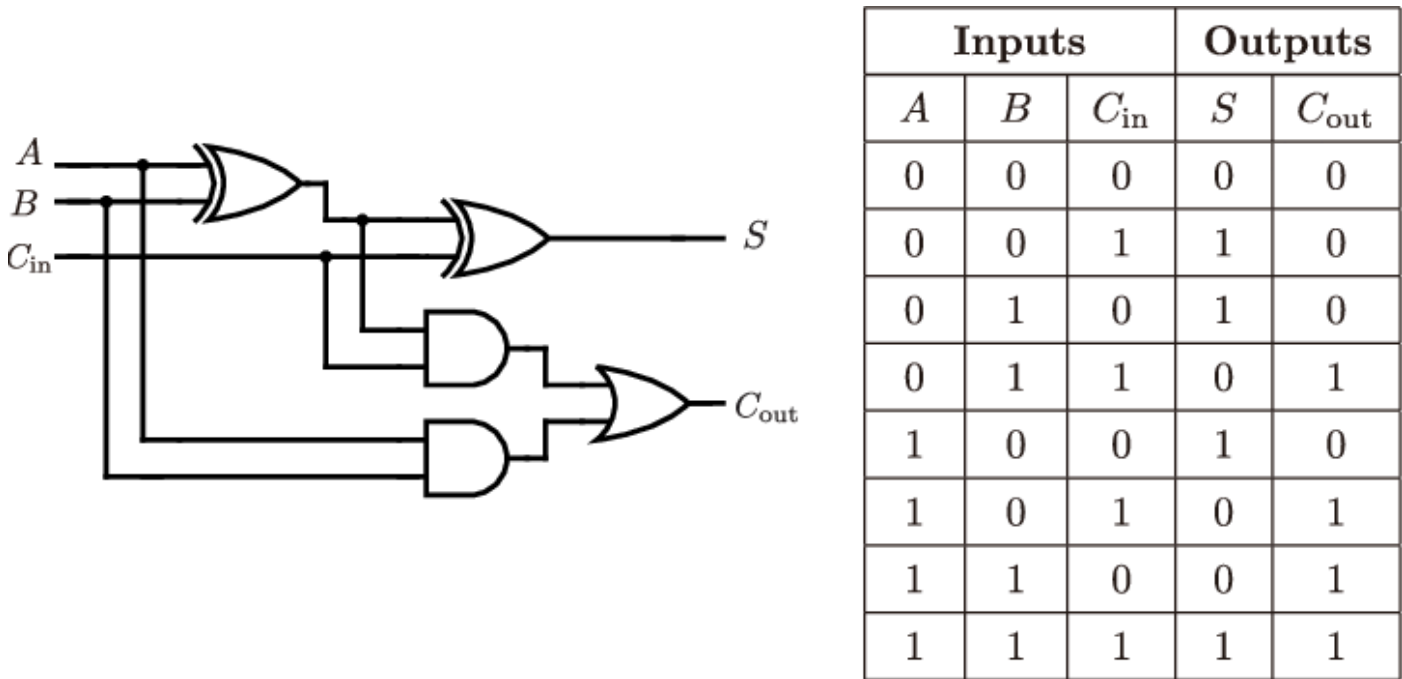 A
B
C_in
S
C_out
Inputs Outputs
A B C_in S C_out
0 0 0 0 0
0 0 1 1 0
0 1 0 1 0
0 1 1 0 1
1 0 0 1 0
1 0 1 0 1
1 1 0 0 1
1 1 1 1 1